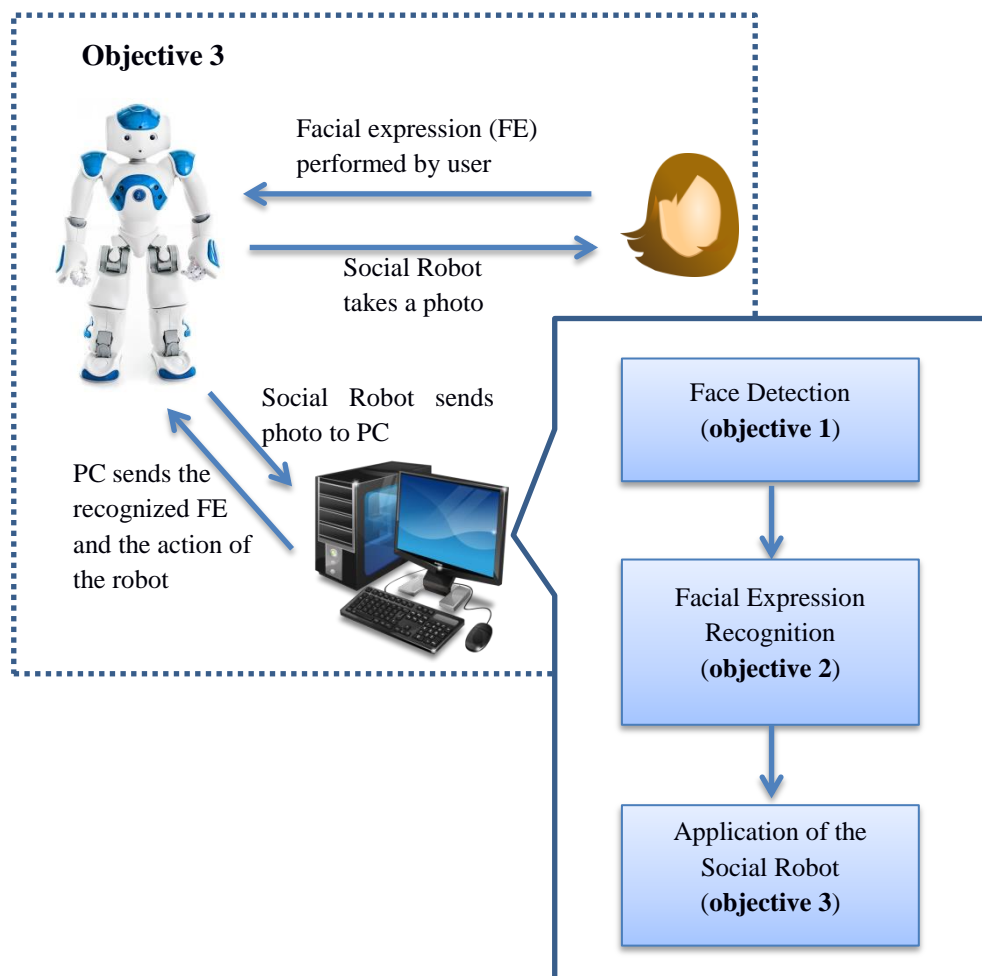 Objective 3
Facial expression (FE)
performed by user
Social Robot
takes a photo
Social Robot sends
photo to PC
PC sends the
recognized FE
and the action of
the robot
Face Detection
(objective 1)
Facial Expression
Recognition
(objective 2)
Application of the
Social Robot
(objective 3)